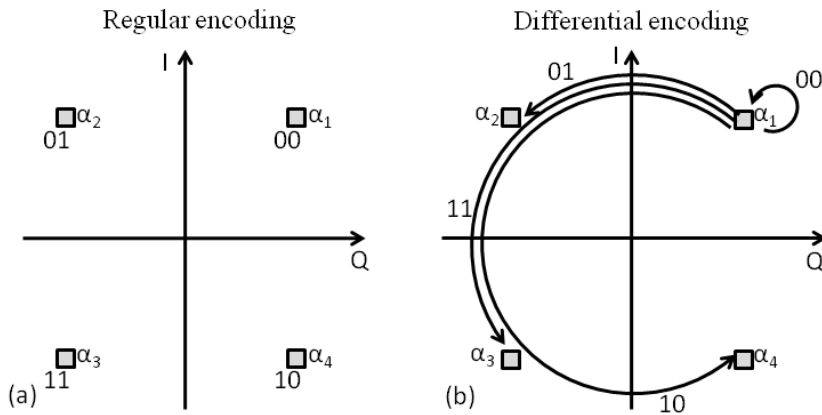 Regular encoding
I
α₂
01
α₁
00
Q
α₃
11
α₄
10
(a)
Differential encoding
I
01
00
α₂
α₁
11
Q
α₃
α₄
10
(b)